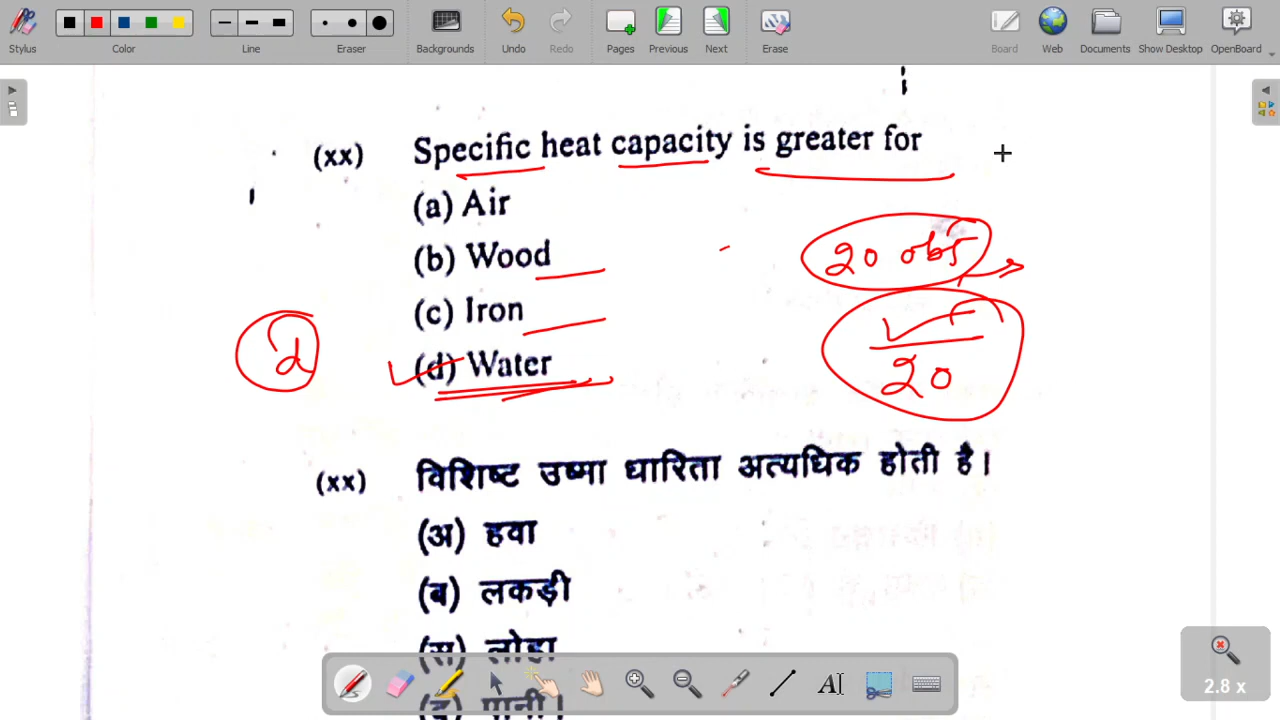 Stylus Color Line Eraser Backgrounds Undo Redo Pages Previous Next Erase Board Web Documents Show Desktop OpenBoard
(xx) Specific heat capacity is greater for
(a) Air
(b) Wood
20 obs
(c) Iron
20
d
(d) Water
(xx) विशिष्ट उष्मा धारिता अत्यधिक होती है।
(अ) हवा
(ब) लकड़ी
(स) लोहा
(द) पानी।
2.8 x